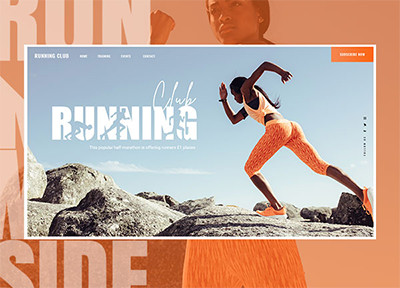 RUN
RUNNING CLUB HOME TRAINING EVENTS CONTACT SUBSCRIBE NOW
Club
RUNNING
This popular half-marathon is offering runners 51 places
SIDE